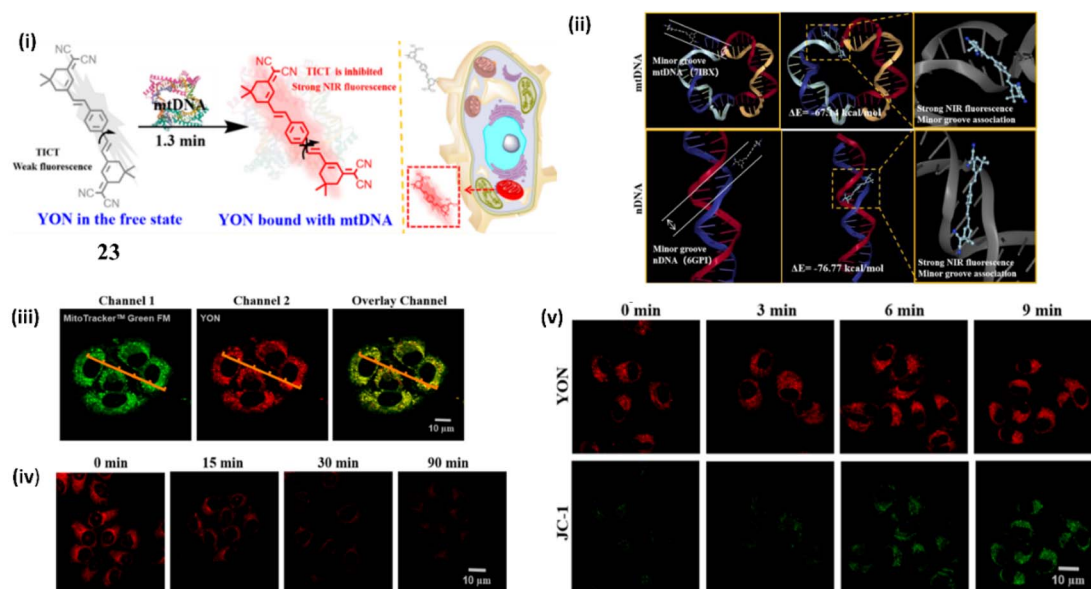 (i)
CN
NC
mtDNA
1.3 min
TICT
Weak fluorescence
CN
NC
YON in the free state
23
CN
NC
TICT is inhibited
Strong NIR fluorescence
CN
NC
YON bound with mtDNA
(ii)
mtDNA
Minor groove
mtDNA (7IBX)
Strong NIR fluorescence
Minor groove association
nDNA
Minor groove
nDNA (6GPI)
ΔE= -76.77 kcal/mol
Strong NIR fluorescence
Minor groove association
(iii)
Channel 1
Channel 2
Overlay Channel
MitoTracker™ Green FM
YON
10 µm
(iv)
0 min
15 min
30 min
90 min
10 µm
(v)
0 min
3 min
6 min
9 min
YON
JC-1
10 µm